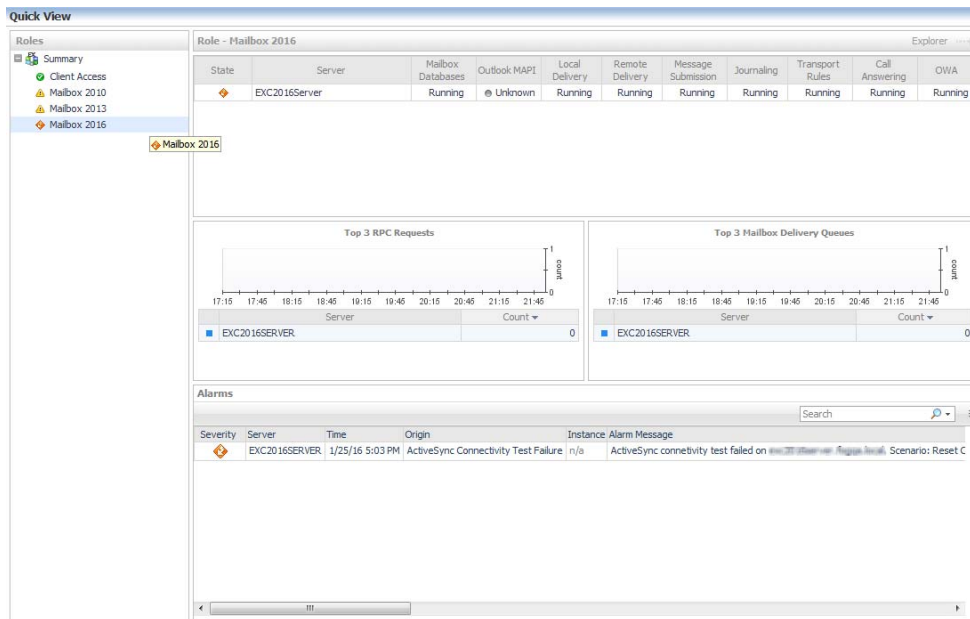 Quick View
Roles
Summary
Client Access
Mailbox 2010
Mailbox 2013
Mailbox 2016
Mailbox 2016
Role - Mailbox 2016 Explorer
State Server Mailbox Databases Outlook MAPI Local Delivery Remote Delivery Message Submission Journaling Transport Rules Call Answering OWA
EXC2016Server Running Unknown Running Running Running Running Running Running Running
Top 3 RPC Requests
1
count
0
17:15 17:45 18:15 18:45 19:15 19:45 20:15 20:45 21:15 21:45
Server Count
EXC2016SERVER 0
Top 3 Mailbox Delivery Queues
1
count
0
17:15 17:45 18:15 18:45 19:15 19:45 20:15 20:45 21:15 21:45
Server Count
EXC2016SERVER 0
Alarms
Search
Severity Server Time Origin Instance Alarm Message
EXC2016SERVER 1/25/16 5:03 PM ActiveSync Connectivity Test Failure n/a ActiveSync connetivity test failed on Scenario: Reset C